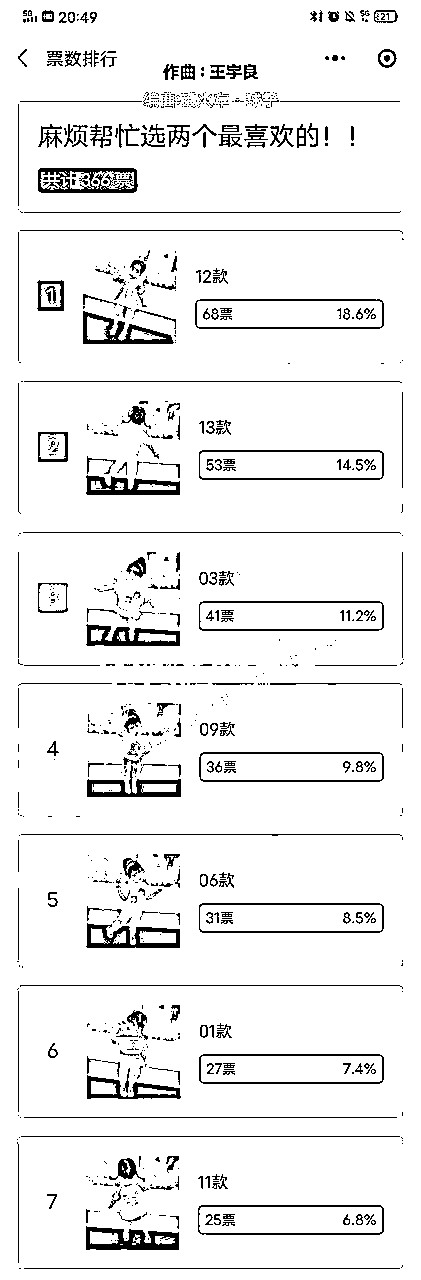 20:49
21
票数排行
作曲：王宇良
麻烦帮忙选两个最喜欢的！！
共计366票
1
12款
68票 18.6%
2
13款
53票 14.5%
3
03款
41票 11.2%
4
09款
36票 9.8%
5
06款
31票 8.5%
6
01款
27票 7.4%
7
11款
25票 6.8%